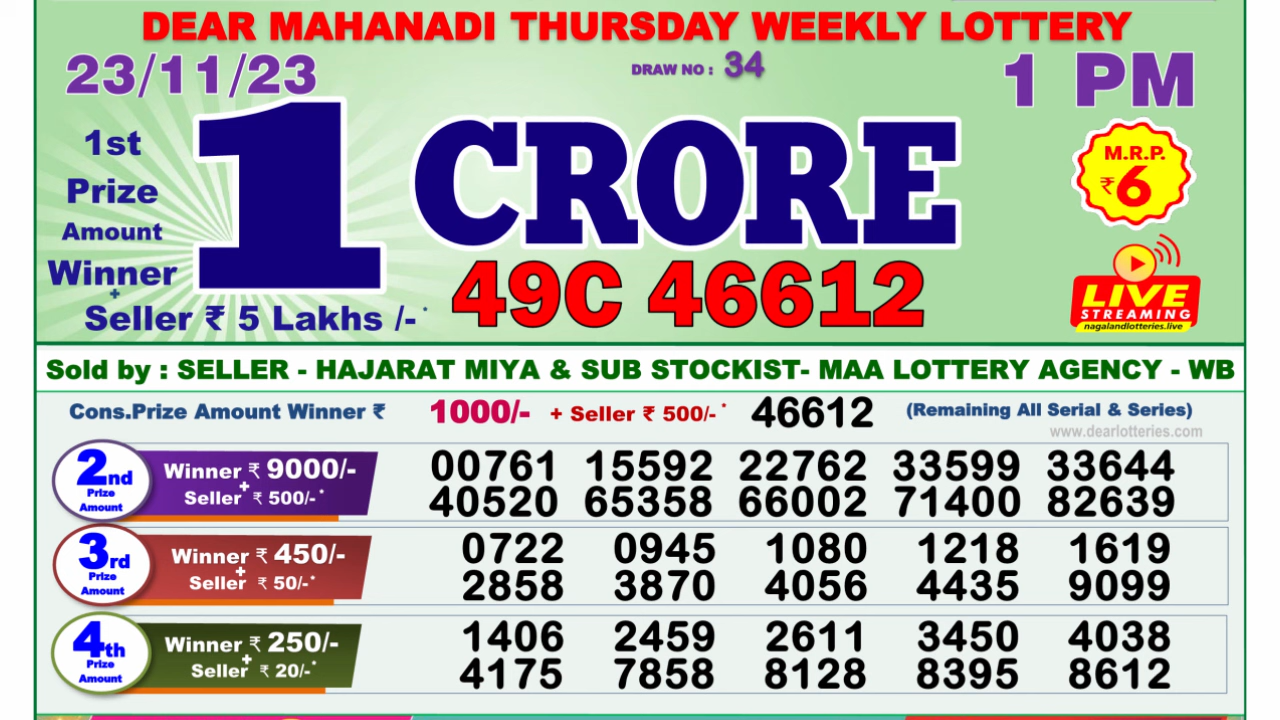 DEAR MAHANADI THURSDAY WEEKLY LOTTERY
23/11/23
DRAW NO : 34
1 PM
1st
Prize
Amount
Winner
+
Seller ₹ 5 Lakhs /-*
1 CRORE
49C 46612
M.R.P.
₹6
LIVE
STREAMING
nagalandlotteries.live
Sold by : SELLER - HAJARAT MIYA & SUB STOCKIST- MAA LOTTERY AGENCY - WB
Cons.Prize Amount Winner ₹ 1000/- + Seller ₹ 500/-* 46612 (Remaining All Serial & Series)
www.dearlotteries.com
2nd
Prize
Amount
Winner ₹ 9000/-
+
Seller ₹ 500/-*
00761 15592 22762 33599 33644
40520 65358 66002 71400 82639
3rd
Prize
Amount
Winner ₹ 450/-
+
Seller ₹ 50/-*
0722 0945 1080 1218 1619
2858 3870 4056 4435 9099
4th
Prize
Amount
Winner ₹ 250/-
+
Seller ₹ 20/-*
1406 2459 2611 3450 4038
4175 7858 8128 8395 8612